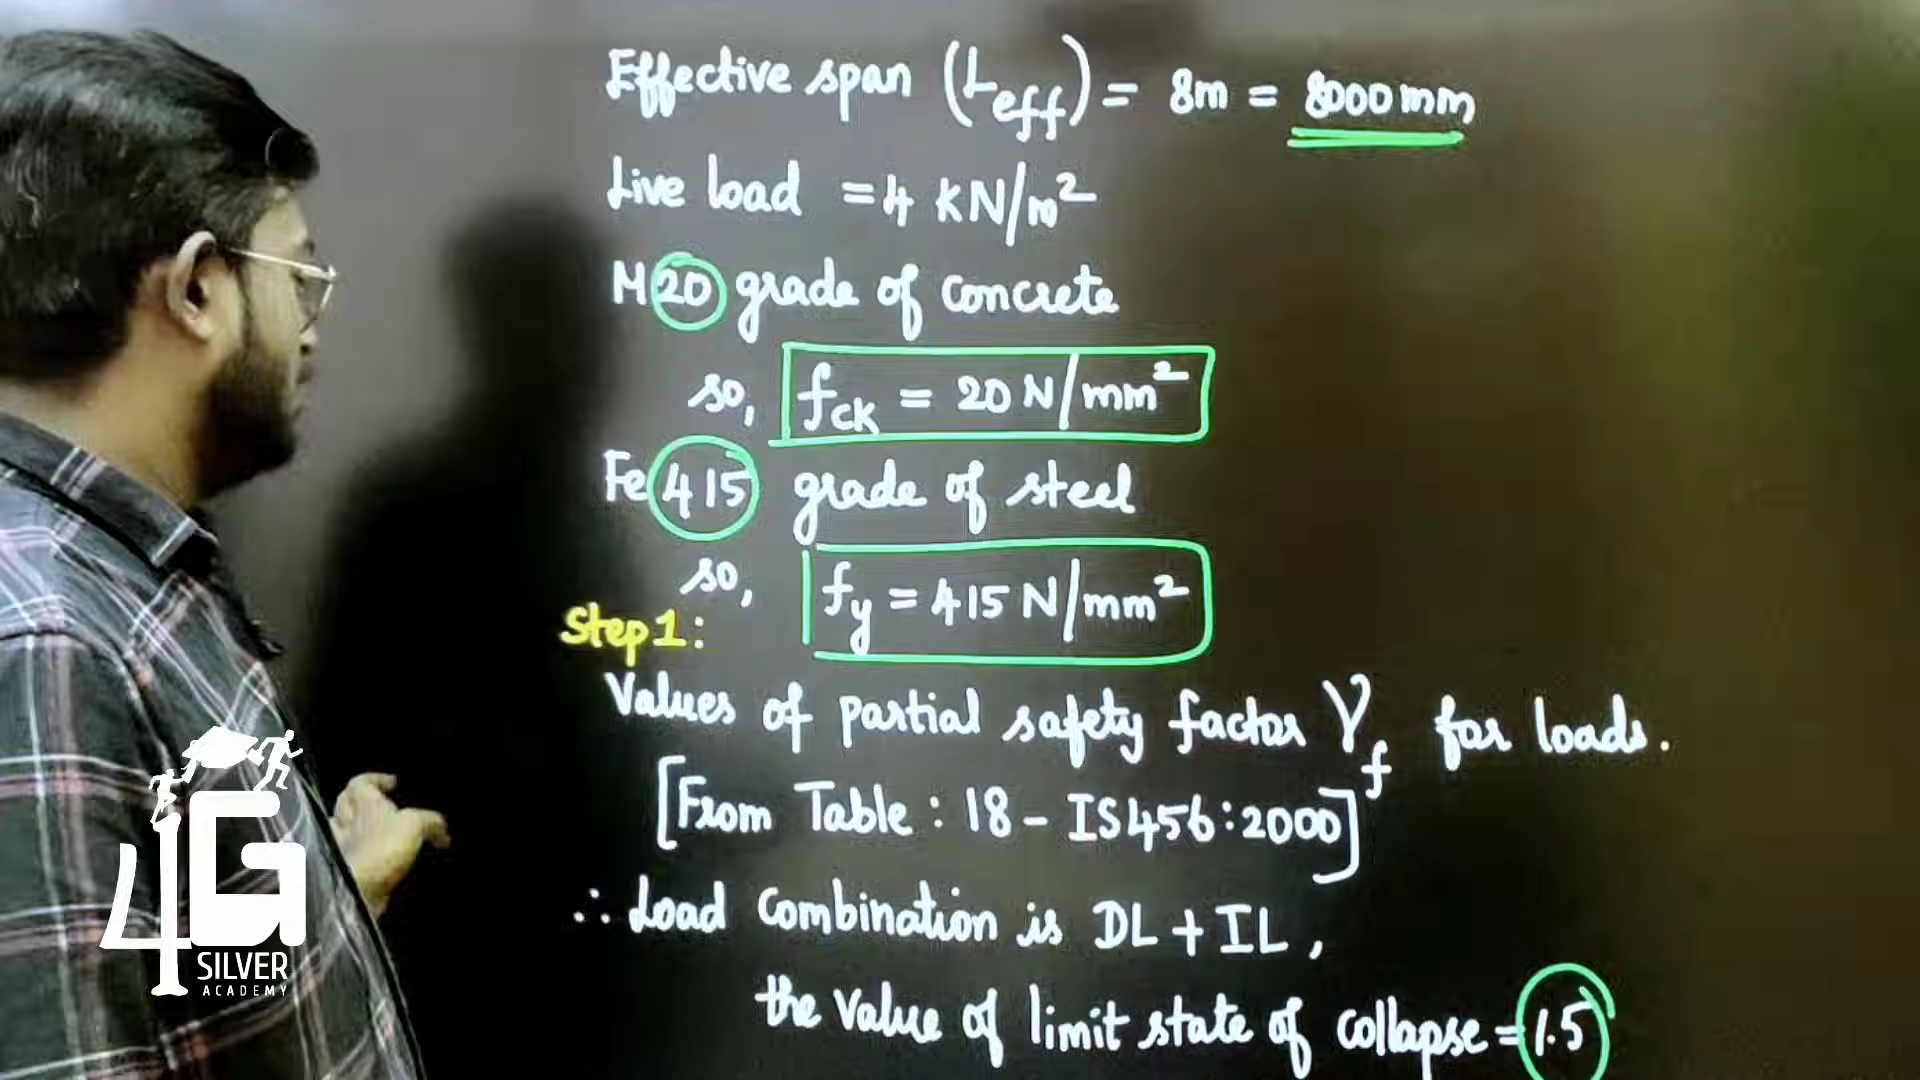 Effective span (Leff) = 8m = 8000mm
Live load = 4 kN/m²
M20 grade of concrete
so, fck = 20 N/mm²
Fe415 grade of steel
so, fy = 415 N/mm²
Step 1:
Values of partial safety factor γf for loads.
[From Table : 18 - IS456:2000]
∴ Load Combination is DL + IL,
the value of limit state of collapse = 1.5
4G
SILVER
ACADEMY